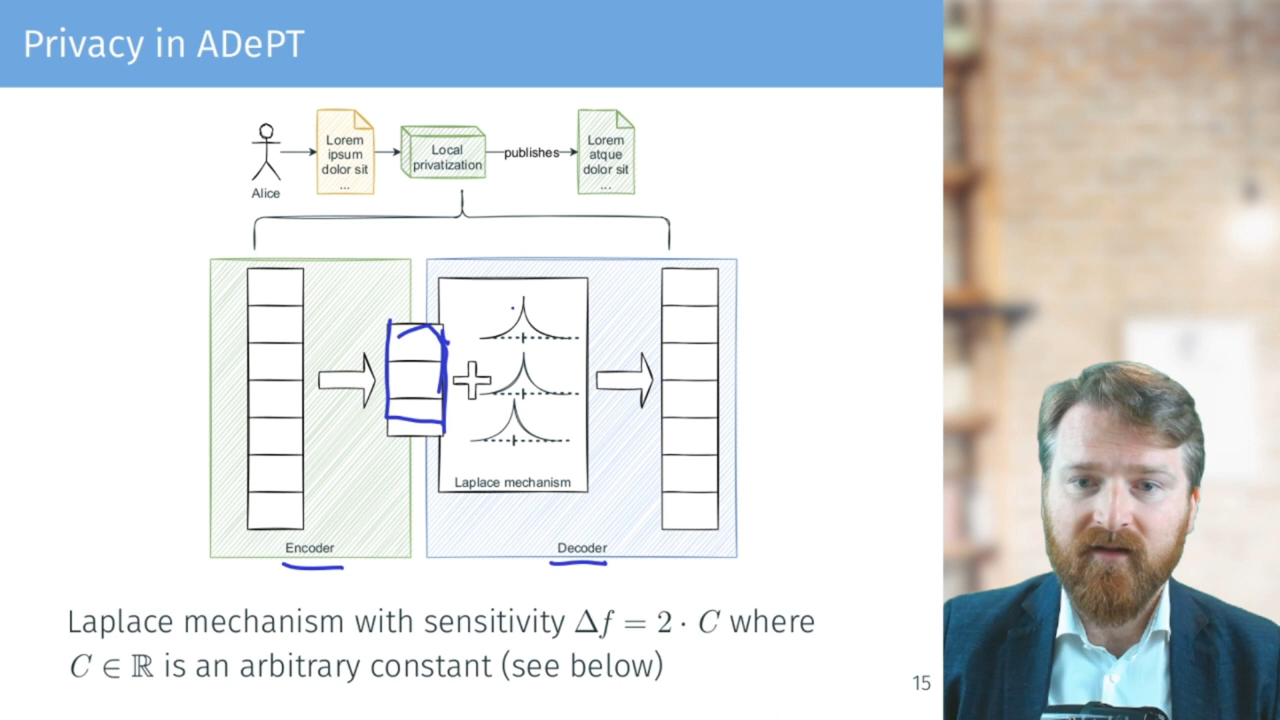 Privacy in ADePT
Lorem
ipsum
dolor sit
...
Local
privatization
publishes
Lorem
atque
dolor sit
...
Alice
Laplace mechanism
Encoder
Decoder
Laplace mechanism with sensitivity Δf = 2 · C where
C ∈ ℝ is an arbitrary constant (see below)
15